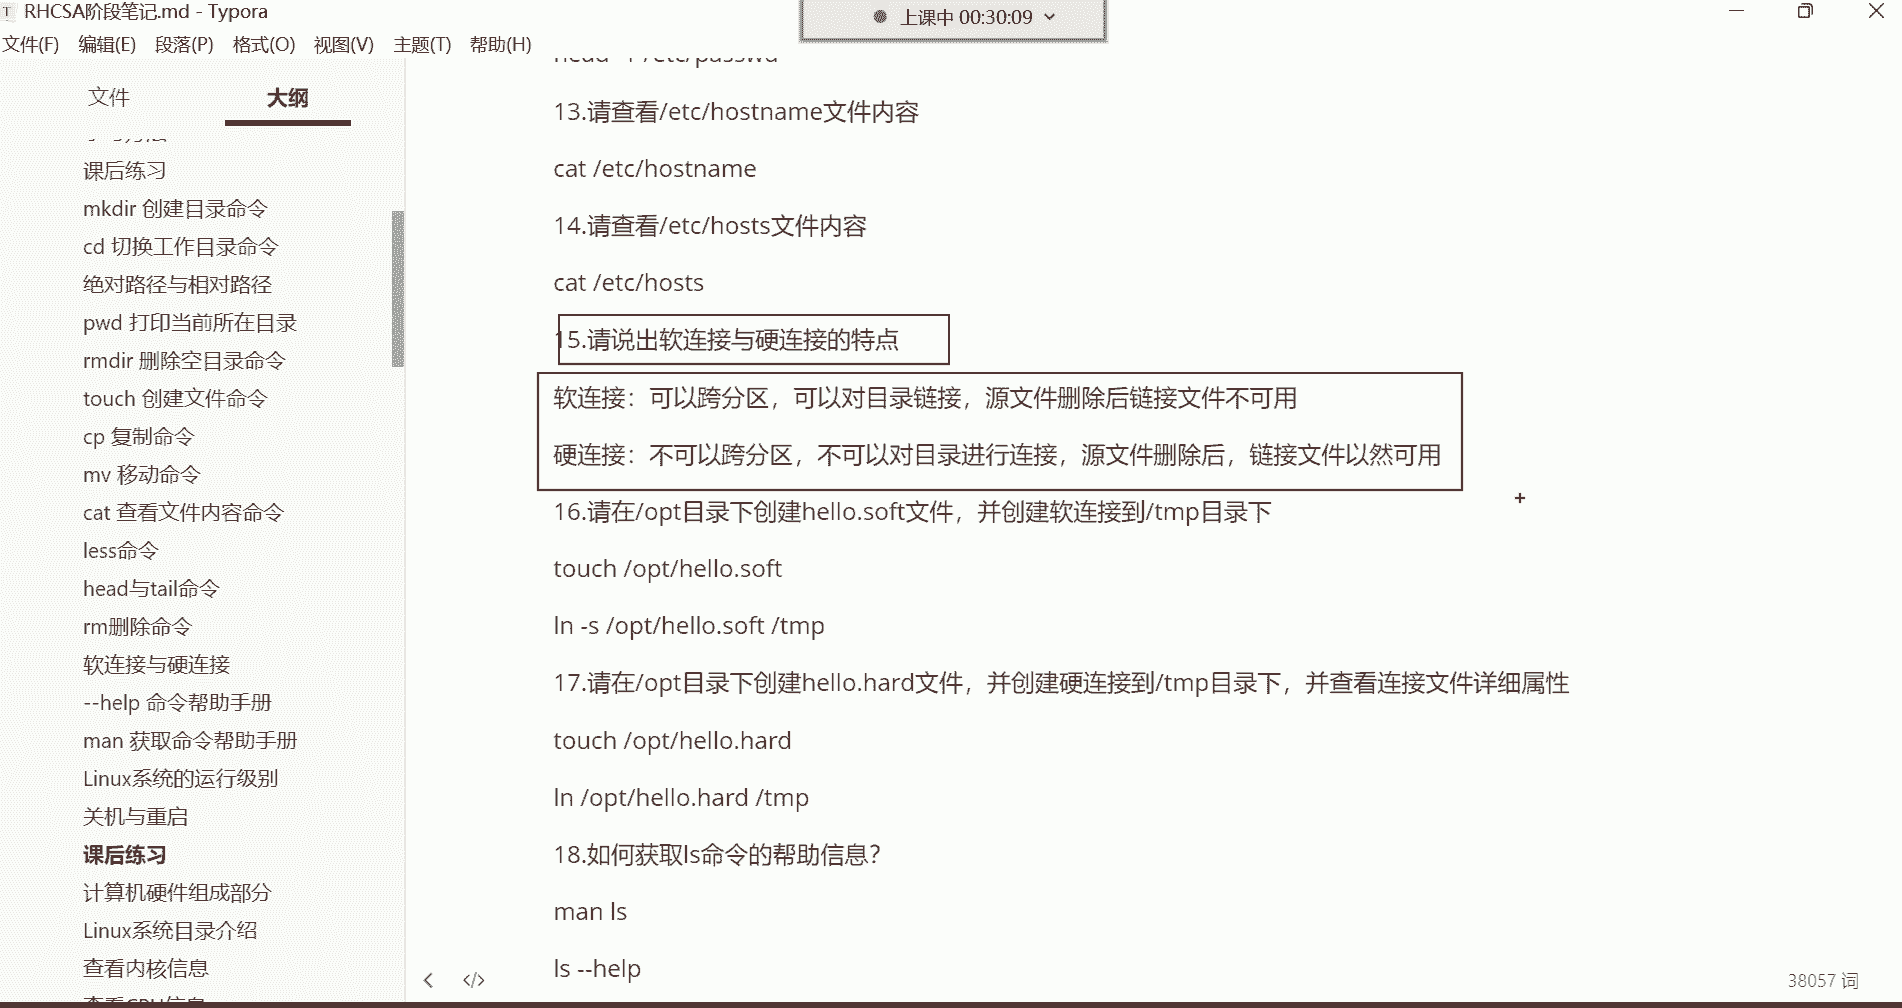 RHCSA阶段笔记.md - Typora
上课中 00:30:09
文件(F) 编辑(E) 段落(P) 格式(O) 视图(V) 主题(T) 帮助(H)
文件 大纲
课后练习
mkdir 创建目录命令
cd 切换工作目录命令
绝对路径与相对路径
pwd 打印当前所在目录
rmdir 删除空目录命令
touch 创建文件命令
cp 复制命令
mv 移动命令
cat 查看文件内容命令
less命令
head与tail命令
rm删除命令
软连接与硬连接
--help 命令帮助手册
man 获取命令帮助手册
Linux系统的运行级别
关机与重启
课后练习
计算机硬件组成部分
Linux系统目录介绍
查看内核信息
13.请查看/etc/hostname文件内容
cat /etc/hostname
14.请查看/etc/hosts文件内容
cat /etc/hosts
15.请说出软连接与硬连接的特点
软连接：可以跨分区，可以对目录链接，源文件删除后链接文件不可用
硬连接：不可以跨分区，不可以对目录进行连接，源文件删除后，链接文件以然可用
16.请在/opt目录下创建hello.soft文件，并创建软连接到/tmp目录下
touch /opt/hello.soft
ln -s /opt/hello.soft /tmp
17.请在/opt目录下创建hello.hard文件，并创建硬连接到/tmp目录下，并查看连接文件详细属性
touch /opt/hello.hard
ln /opt/hello.hard /tmp
18.如何获取ls命令的帮助信息？
man ls
ls --help
38057 词